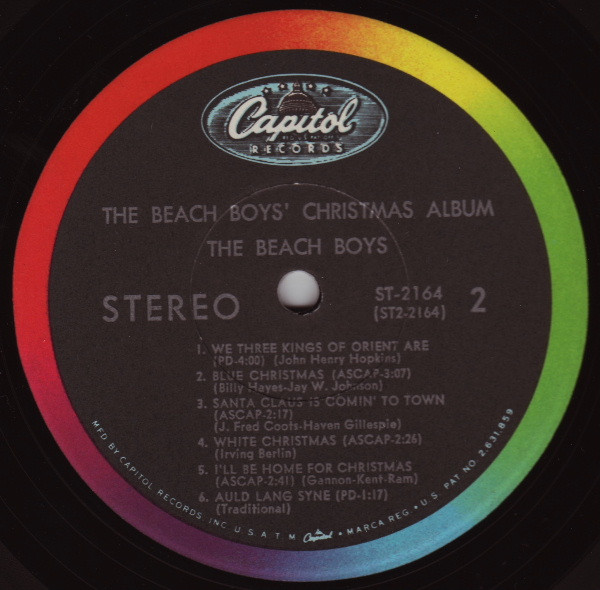 Capitol
RECORDS
THE BEACH BOYS' CHRISTMAS ALBUM
THE BEACH BOYS
STEREO
ST-2164
(ST2-2164)
2
1. WE THREE KINGS OF ORIENT ARE
(PD-4:00) (John Henry Hopkins)
2. BLUE CHRISTMAS (ASCAP-3:07)
(Billy Hayes-Jay W. Johnson)
3. SANTA CLAUS IS COMIN' TO TOWN
(ASCAP-2:17)
(J. Fred Coots-Haven Gillespie)
4. WHITE CHRISTMAS (ASCAP-2:26)
(Irving Berlin)
5. I'LL BE HOME FOR CHRISTMAS
(ASCAP-2:41) (Gannon-Kent-Ram)
6. AULD LANG SYNE (PD-1:17)
(Traditional)
MFD. BY CAPITOL RECORDS, INC. U.S.A. T.M. Capitol • MARCA REG. • U.S. PAT. NO. 2,631,859